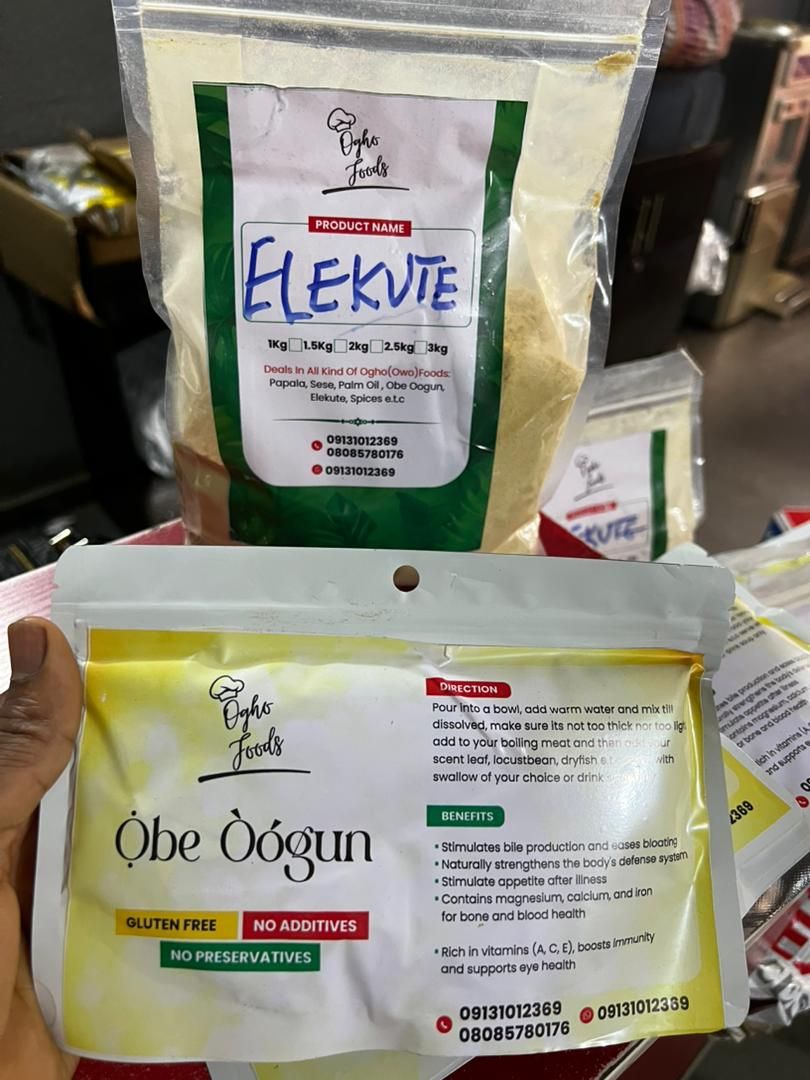 Ogho
Foods
PRODUCT NAME
ELEKUTE
1Kg 1.5Kg 2kg 2.5kg 3kg
Deals In All Kind Of Ogho(Owo)Foods:
Papala, Sese, Palm Oil , Obe Oogun,
Elekute, Spices e.t.c
09131012369
08085780176
09131012369
Ogho
Foods
EKUTE
Ogho
Foods
Ọbe Òógun
GLUTEN FREE
NO ADDITIVES
NO PRESERVATIVES
DIRECTION
Pour into a bowl, add warm water and mix till
dissolved, make sure its not too thick nor too
add to your boiling meat and then add your
scent leaf, locustbean, dryfish with
swallow of your choice or drink
BENEFITS
• Stimulates bile production and eases bloating
• Naturally strengthens the body's defense system
• Stimulate appetite after illness
• Contains magnesium, calcium, and iron
for bone and blood health
• Rich in vitamins (A, C, E), boosts immunity
and supports eye health
09131012369 09131012369
08085780176
2369